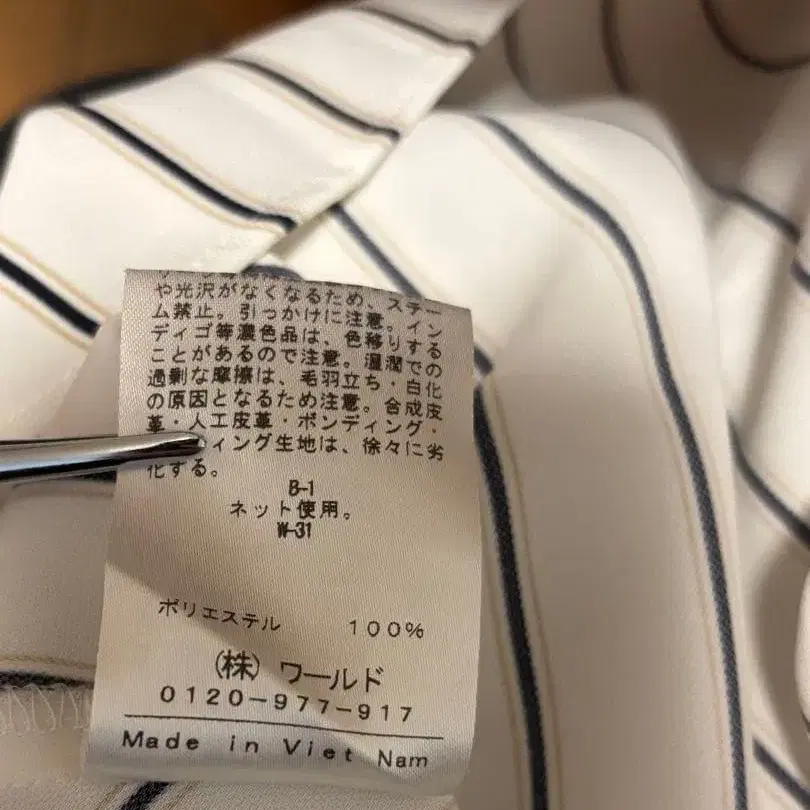 や光沢がなくなるため、スチー
ム禁止。引っかけに注意。イン
ディゴ等濃色品は、色移りする
ことがあるので注意。湿潤での
過剰な摩擦は、毛羽立ち・白化
の原因となるため注意。合成皮
革・人工皮革・ボンディング・
ィング生地は、徐々に劣
化する。
B-1
ネット使用。
W-31
ポリエステル 100%
(株) ワールド
0120-977-917
Made in Viet Nam